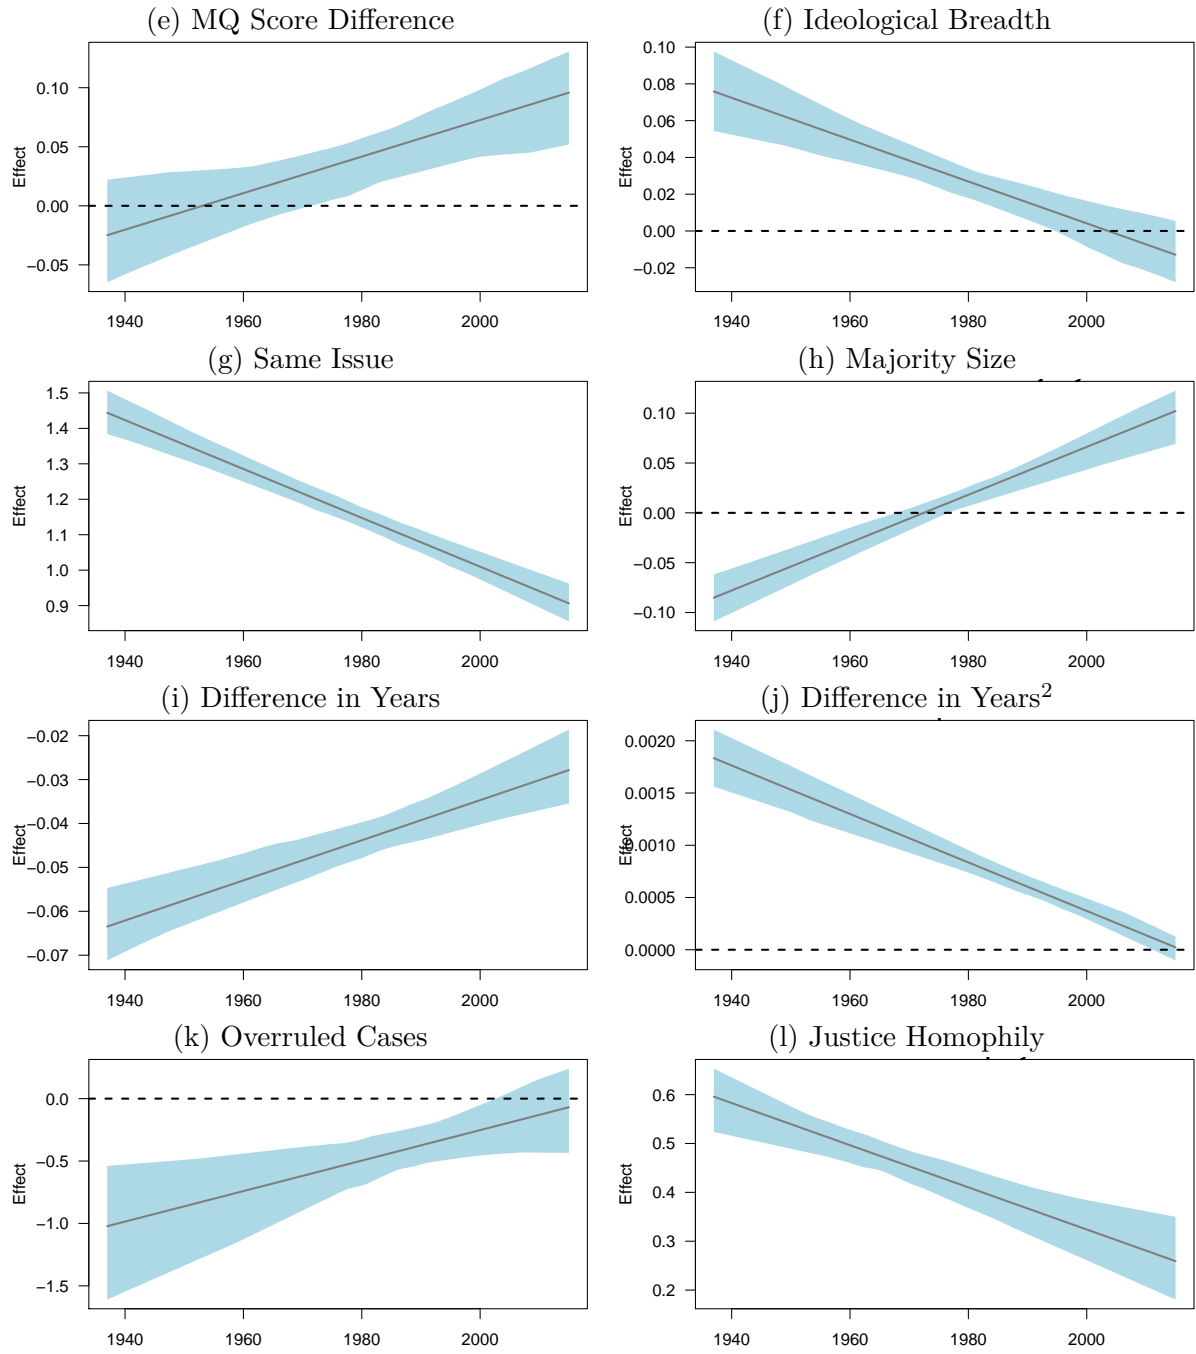 (e) MQ Score Difference
Effect
0.10
0.05
0.00
−0.05
1940 1960 1980 2000
(f) Ideological Breadth
Effect
0.10
0.08
0.06
0.04
0.02
0.00
−0.02
1940 1960 1980 2000
(g) Same Issue
Effect
1.5
1.4
1.3
1.2
1.1
1.0
0.9
1940 1960 1980 2000
(h) Majority Size
Effect
0.10
0.05
0.00
−0.05
−0.10
1940 1960 1980 2000
(i) Difference in Years
Effect
−0.02
−0.03
−0.04
−0.05
−0.06
−0.07
1940 1960 1980 2000
(j) Difference in Years²
Effect
0.0020
0.0015
0.0010
0.0005
0.0000
1940 1960 1980 2000
(k) Overruled Cases
Effect
0.0
−0.5
−1.0
−1.5
1940 1960 1980 2000
(l) Justice Homophily
Effect
0.6
0.5
0.4
0.3
0.2
1940 1960 1980 2000